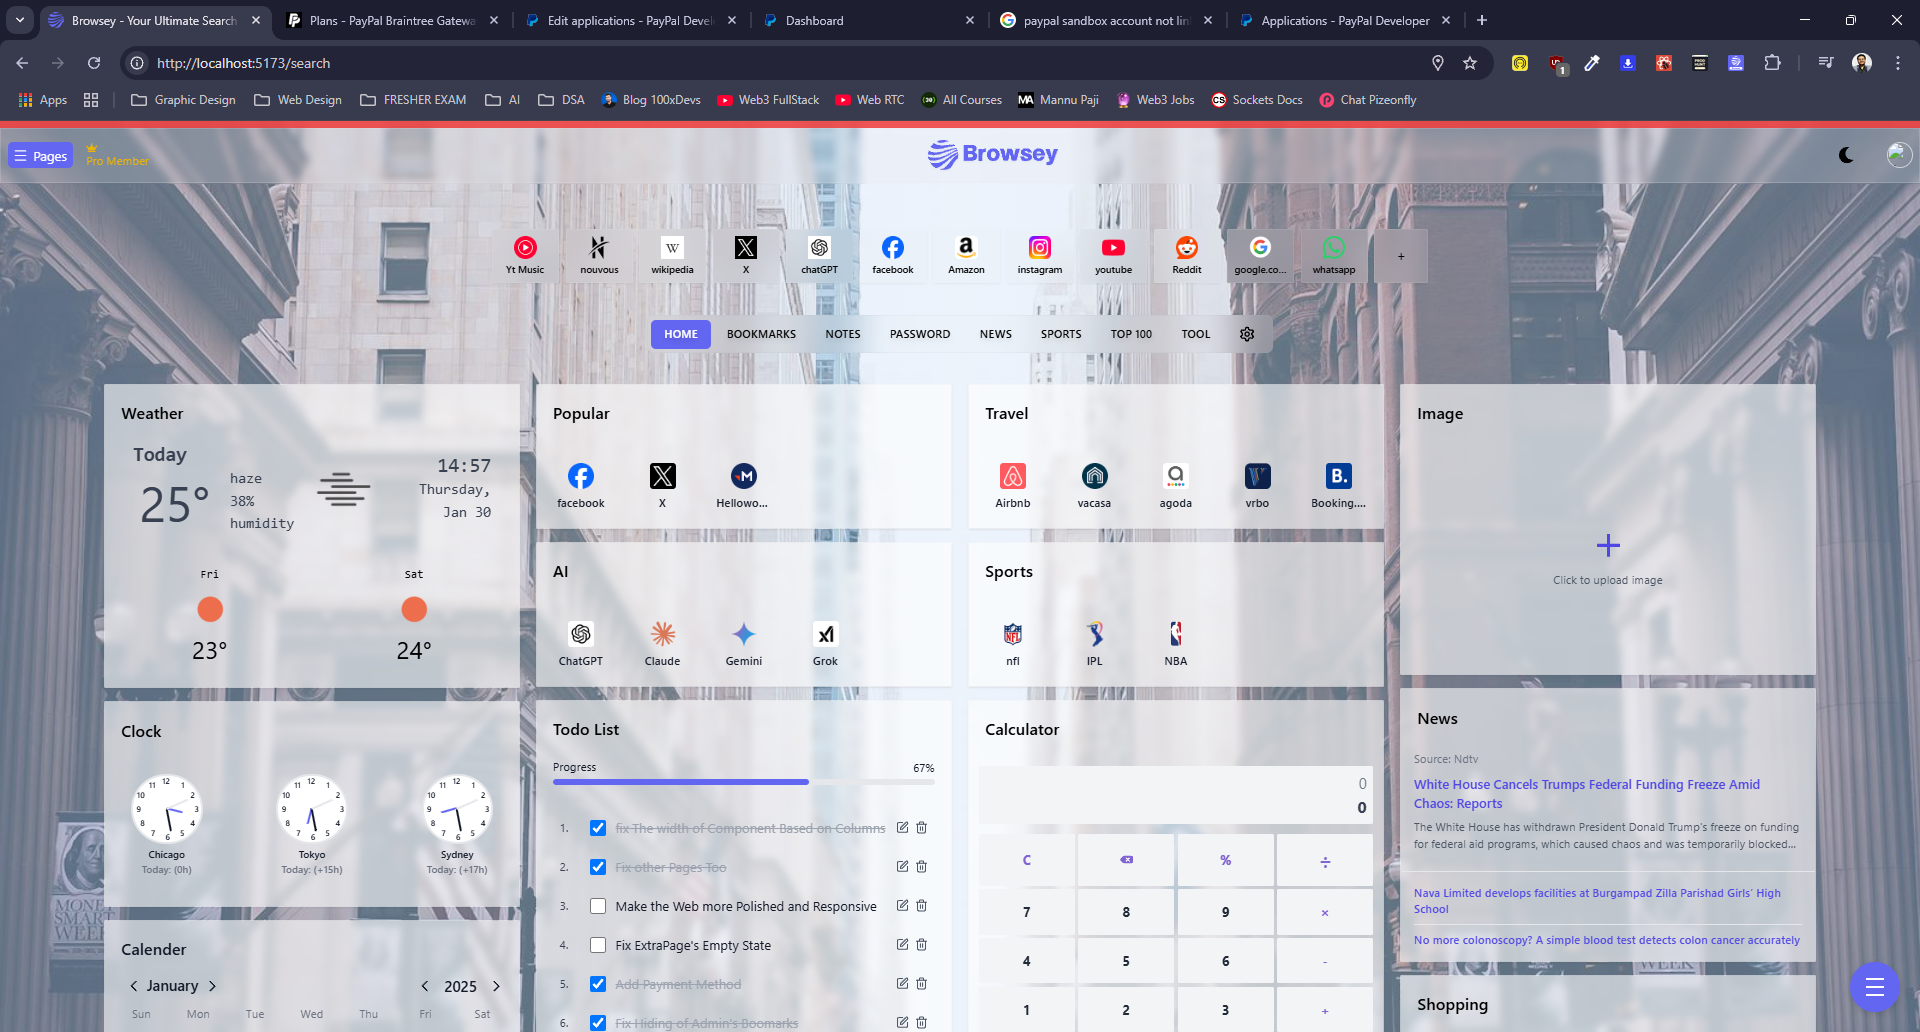 Browsey - Your Ultimate Search
Plans - PayPal Braintree Gatewa
Edit applications - PayPal Devel
Dashboard
paypal sandbox account not lin
Applications - PayPal Developer
http://localhost:5173/search
1
Apps
Graphic Design
Web Design
FRESHER EXAM
AI
DSA
Blog 100xDevs
Web3 FullStack
Web RTC
All Courses
Mannu Paji
Web3 Jobs
Sockets Docs
Chat Pizeonfly
Pages
Pro Member
Browsey
Yt Music
nouvous
wikipedia
X
chatGPT
facebook
Amazon
instagram
youtube
Reddit
google.co...
whatsapp
+
HOME
BOOKMARKS
NOTES
PASSWORD
NEWS
SPORTS
TOP 100
TOOL
Weather
Today
25°
haze
38%
humidity
14:57
Thursday,
Jan 30
Fri
Sat
23°
24°
Popular
facebook
X
Hellowo...
Travel
Airbnb
vacasa
agoda
vrbo
Booking....
Image
Click to upload image
AI
ChatGPT
Claude
Gemini
Grok
Sports
nfl
IPL
NBA
Clock
Chicago
Today: (0h)
Tokyo
Today: (+15h)
Sydney
Today: (+17h)
Todo List
Progress
67%
1. fix The width of Component Based on Columns
2. Fix other Pages Too
3. Make the Web more Polished and Responsive
4. Fix ExtraPage's Empty State
5. Add Payment Method
6. Fix Hiding of Admin's Boomarks
Calculator
0
0
C
%
÷
7 8 9 ×
4 5 6 -
1 2 3 +
News
Source: Ndtv
White House Cancels Trumps Federal Funding Freeze Amid
Chaos: Reports
The White House has withdrawn President Donald Trump's freeze on funding
for federal aid programs, which caused chaos and was temporarily blocked...
Nava Limited develops facilities at Burgampad Zilla Parishad Girls' High
School
No more colonoscopy? A simple blood test detects colon cancer accurately
Calender
January
2025
Sun Mon Tue Wed Thu Fri Sat
Shopping
MONEY
SMART
WEEK